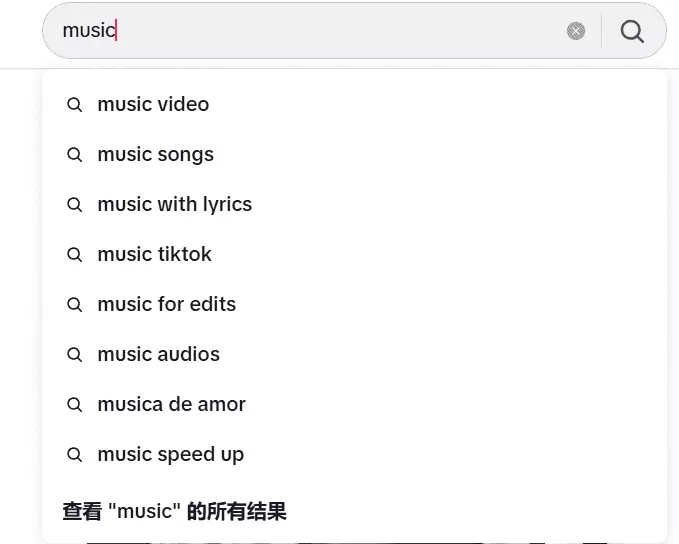 music
music video
music songs
music with lyrics
music tiktok
music for edits
music audios
musica de amor
music speed up
查看 "music" 的所有结果